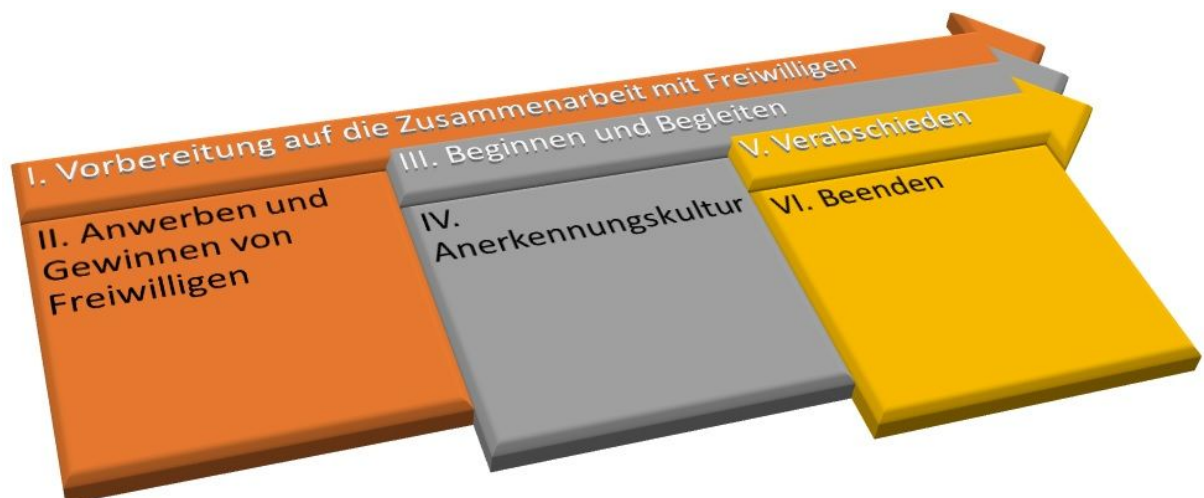 I. Vorbereitung auf die Zusammenarbeit mit Freiwilligen
II. Anwerben und
Gewinnen von
Freiwilligen
III. Beginnen und Begleiten
IV.
Anerkennungskultur
V. Verabschieden
VI. Beenden